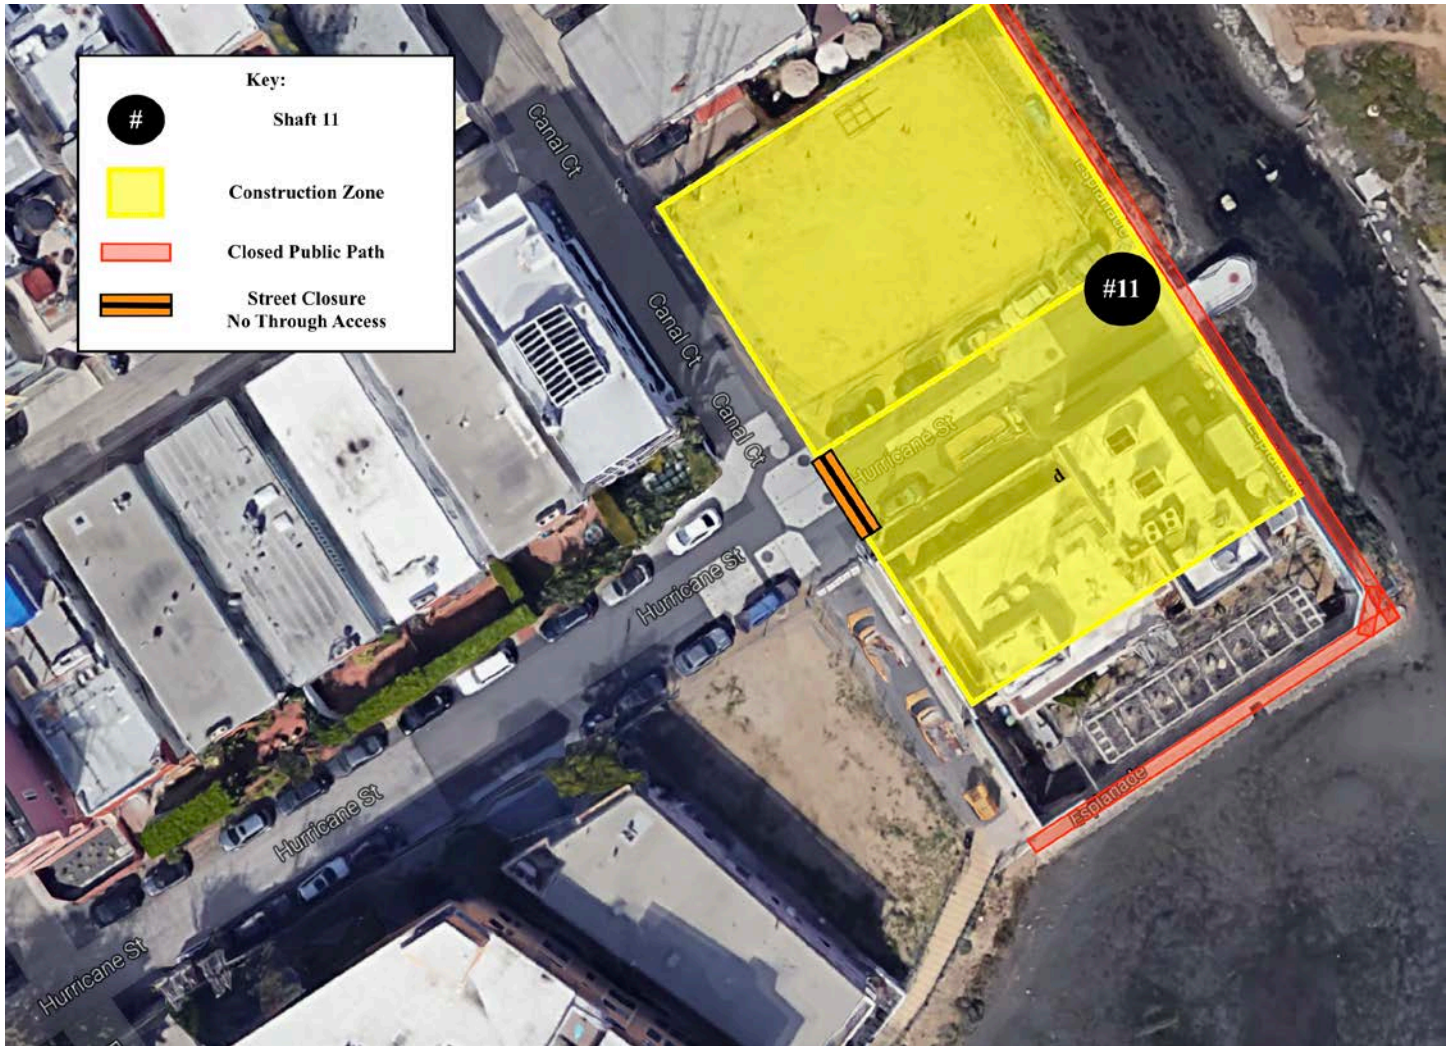 Key:
#
Shaft 11
Construction Zone
Closed Public Path
Street Closure
No Through Access
Canal Ct
Canal Ct
Canal Ct
Esplanade
#11
Hurricane St
d
Esplanade
Hurricane St
Esplanade
Hurricane St
Hurricane St